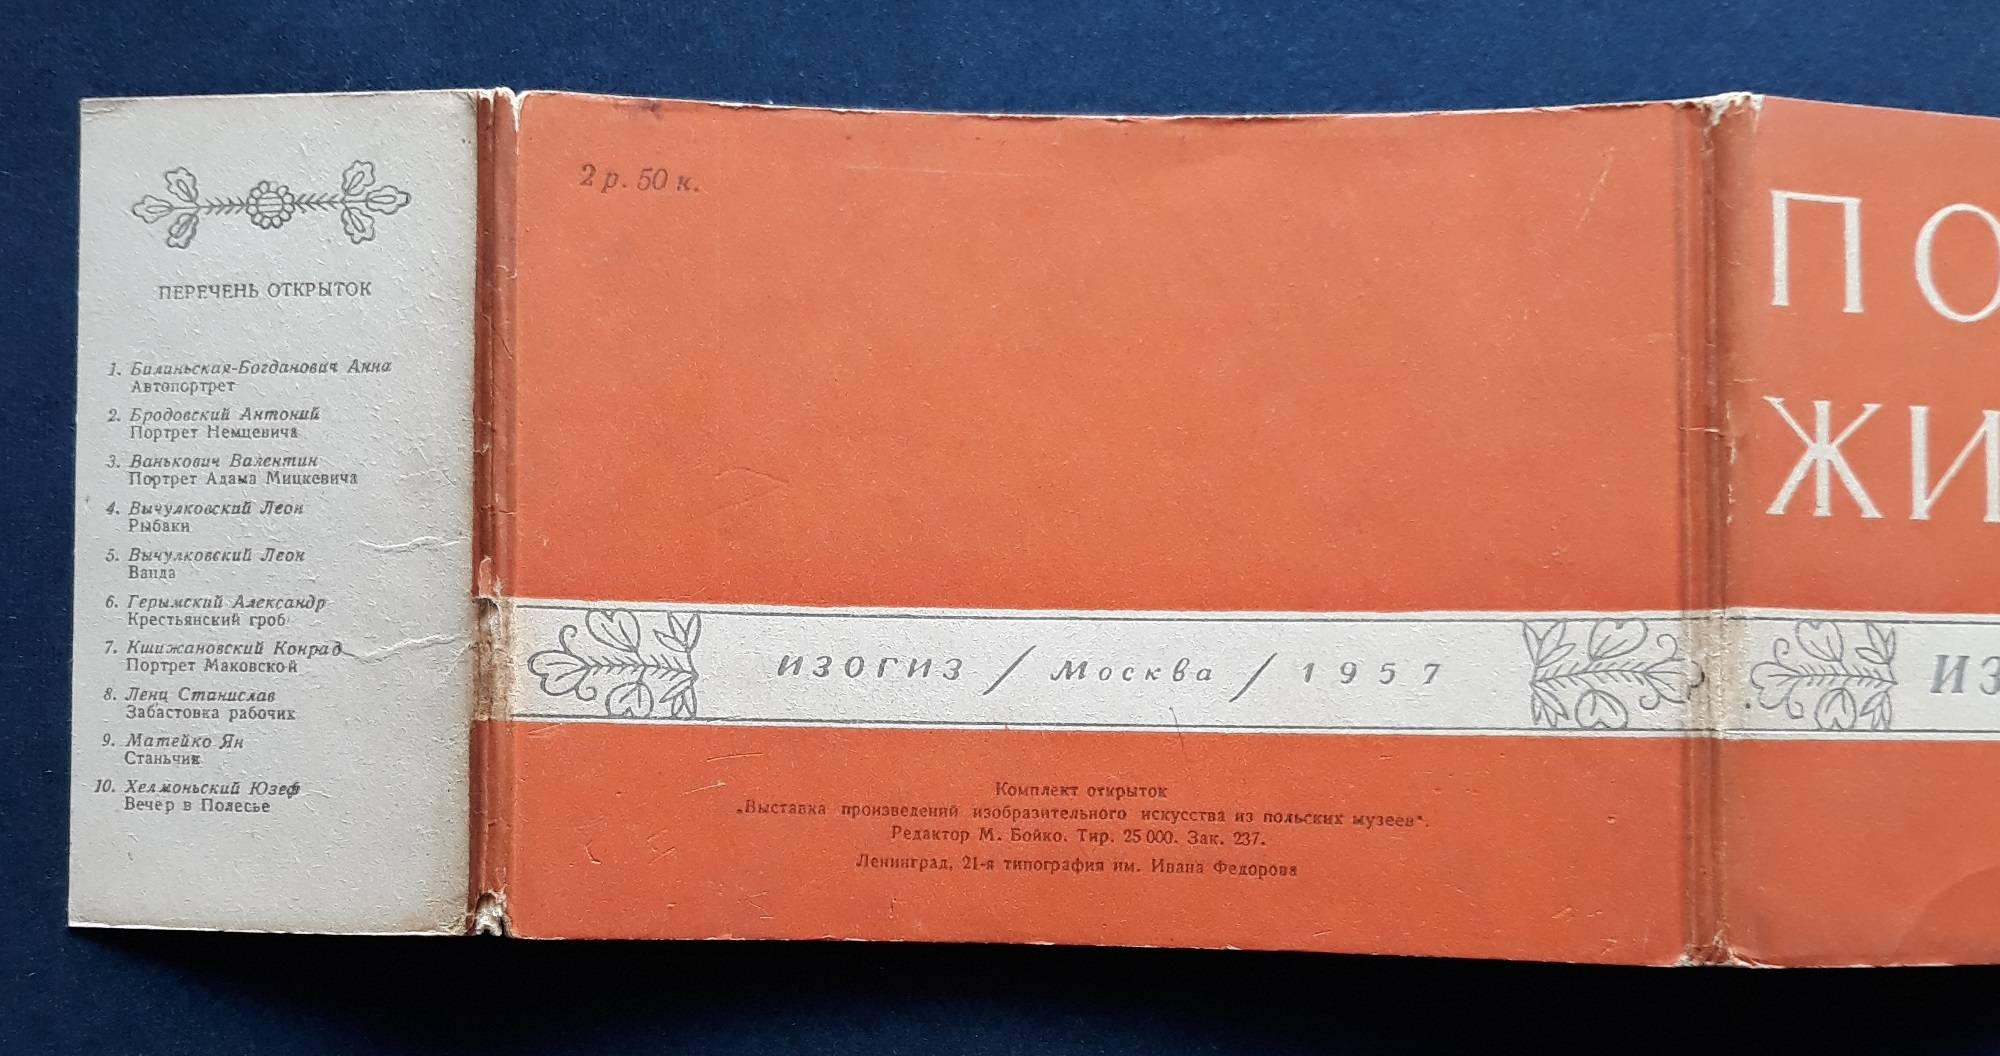 ПЕРЕЧЕНЬ ОТКРЫТОК
1. Билиньская-Богданович Анна
Автопортрет
2. Бродовский Антоний
Портрет Немцевича
3. Ванькович Валентин
Портрет Адама Мицкевича
4. Вычулковский Леон
Рыбаки
5. Вычулковский Леон
Ванда
6. Герымский Александр
Крестьянский гроб
7. Кшижановский Конрад
Портрет Маковской
8. Ленц Станислав
Забастовка рабочих
9. Матейко Ян
Станьчик
10. Хелмоньский Юзеф
Вечер в Полесье
2 р. 50 к.
ИЗОГИЗ / Москва / 1957
Комплект открыток
„Выставка произведений изобразительного искусства из польских музеев“.
Редактор М. Бойко. Тир. 25 000. Зак. 237.
Ленинград, 21-я типография им. Ивана Федорова
ПО
ЖИ
ИЗ